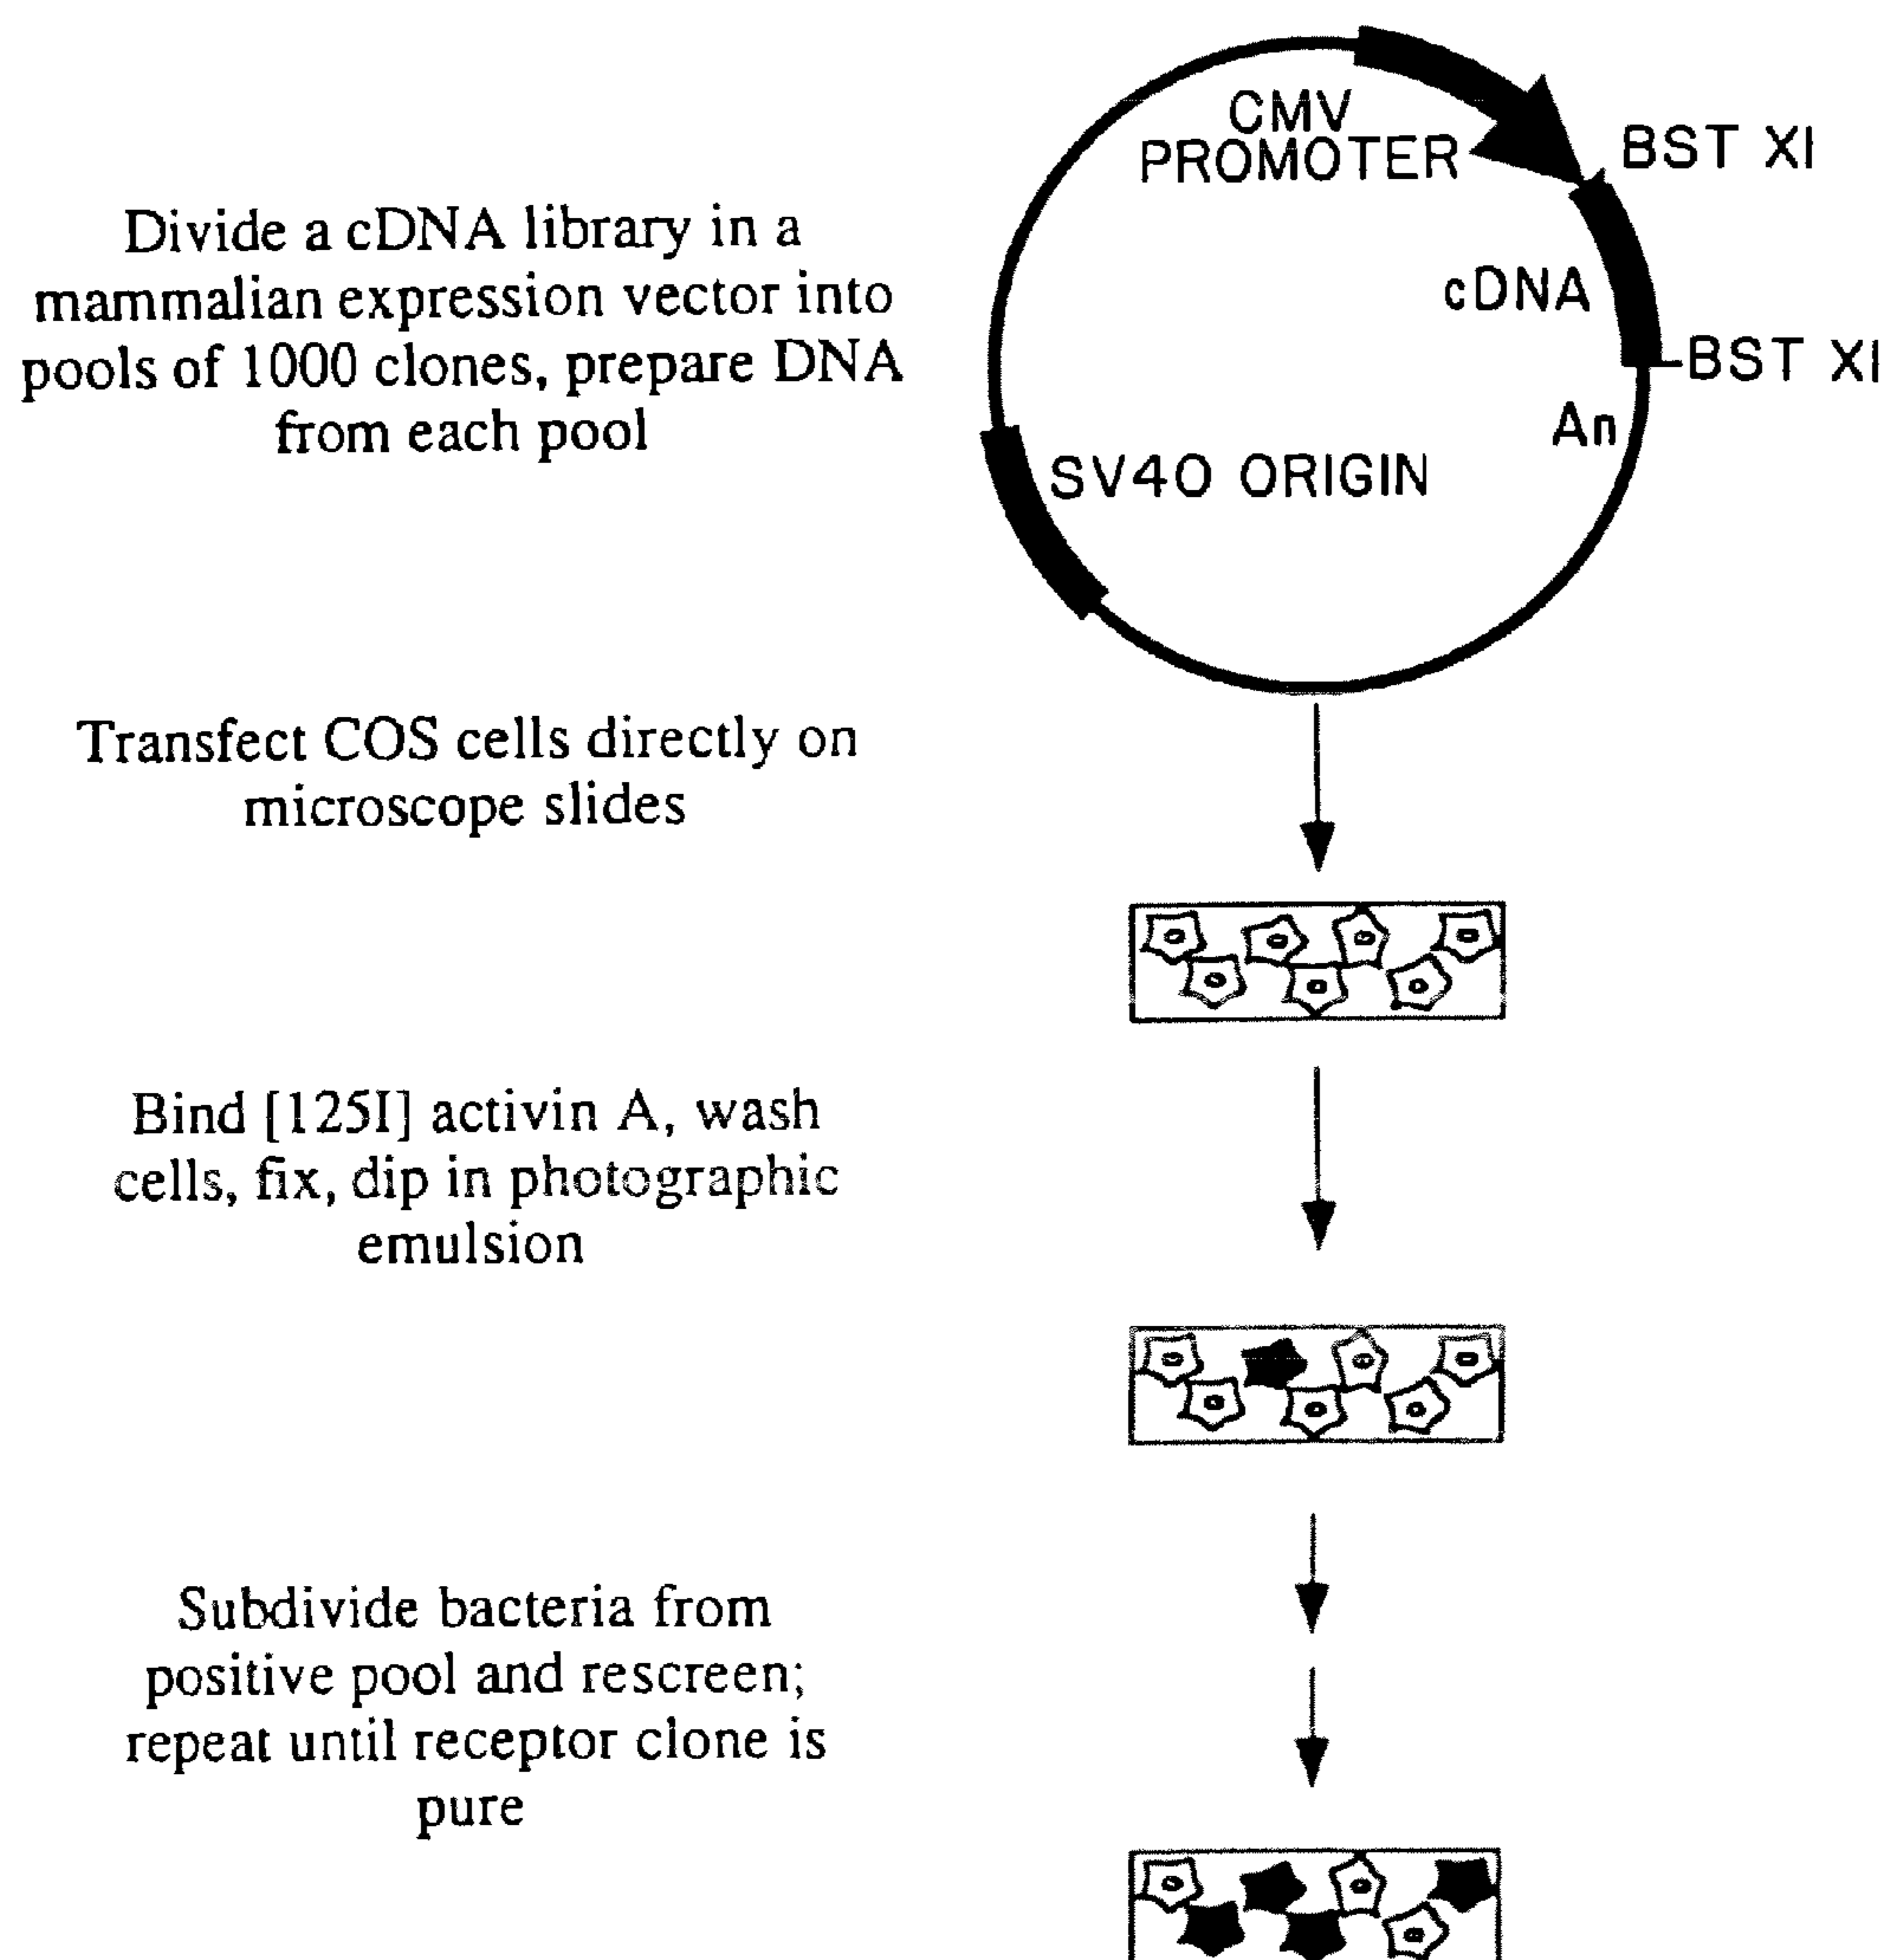 Divide a cDNA library in a
mammalian expression vector into
pools of 1000 clones, prepare DNA
from each pool
CMV
PROMOTER
BST XI
cDNA
BST XI
An
SV40 ORIGIN
Transfect COS cells directly on
microscope slides
Bind [125I] activin A, wash
cells, fix, dip in photographic
emulsion
Subdivide bacteria from
positive pool and rescreen;
repeat until receptor clone is
pure